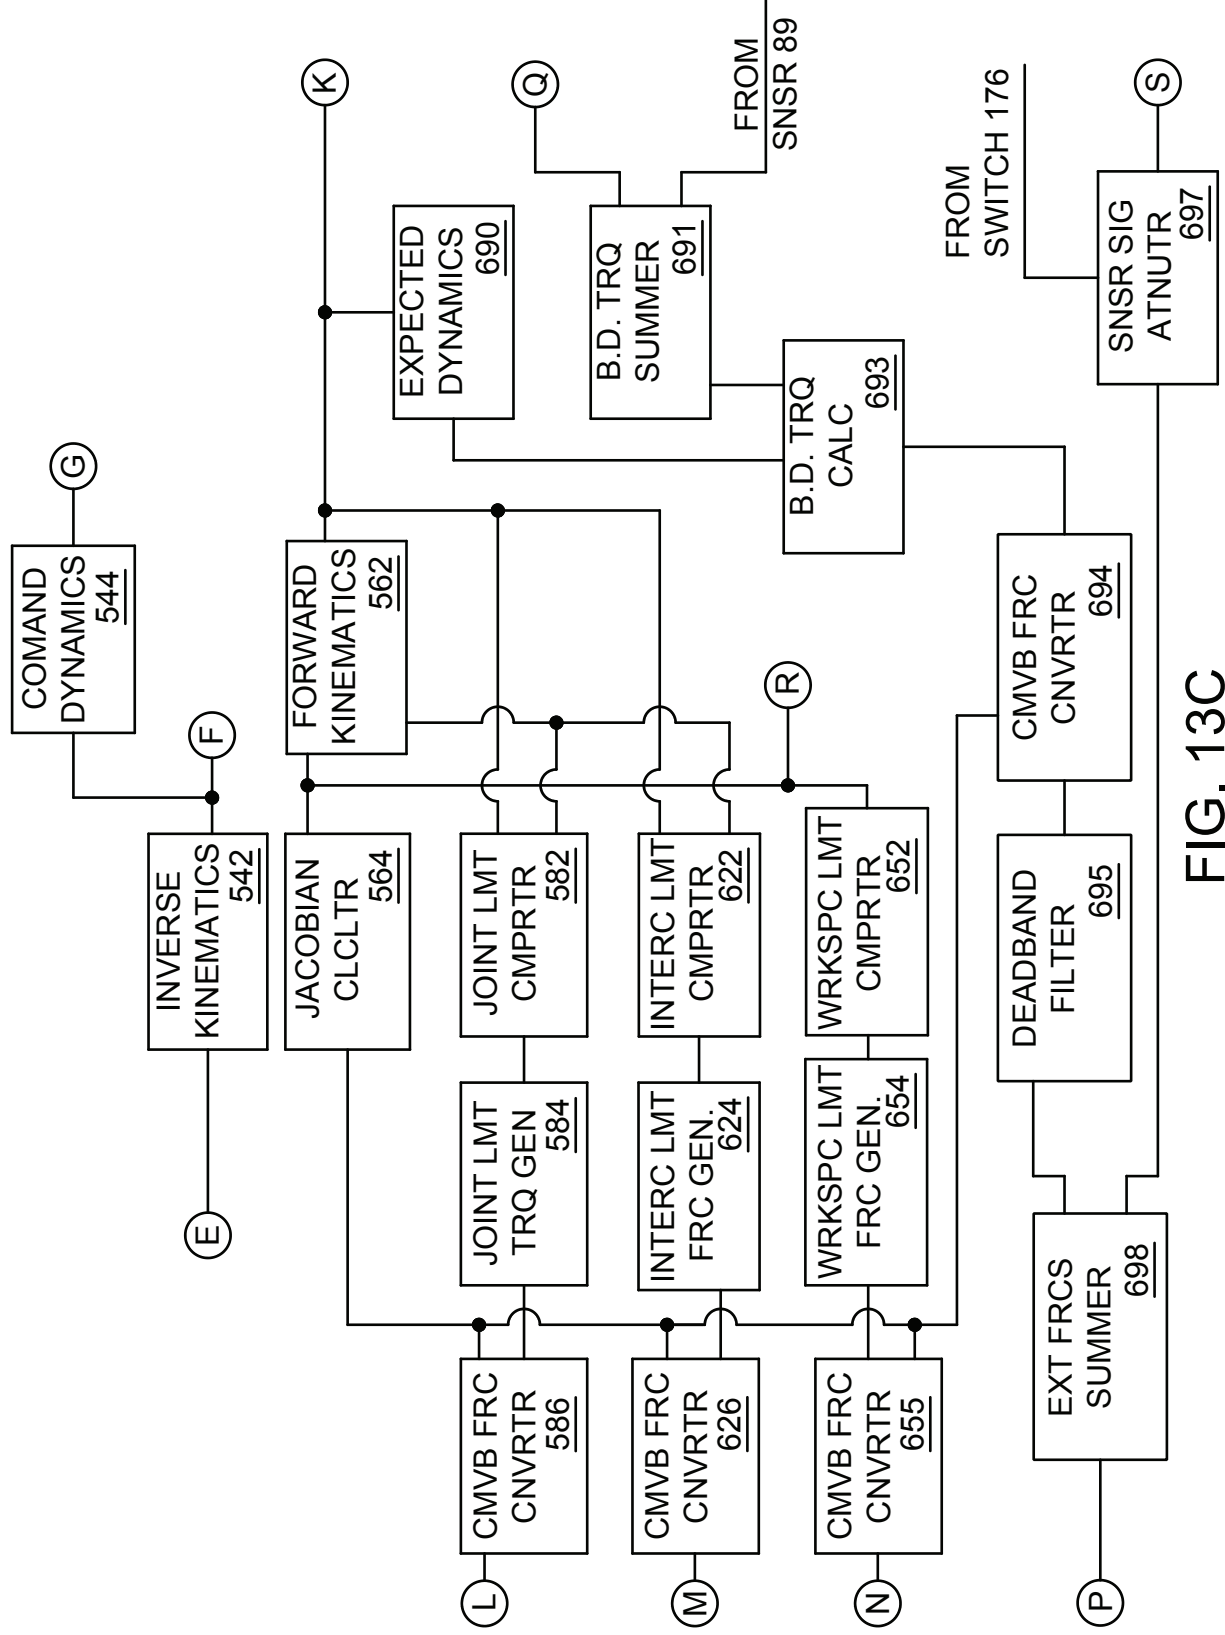 COMAND
DYNAMICS
544
G
INVERSE
KINEMATICS
542
E
F
JACOBIAN
CLCLTR
564
FORWARD
KINEMATICS
562
K
CMVB FRC
CNVRTR
586
L
JOINT LMT
TRQ GEN
584
JOINT LMT
CMPRTR
582
EXPECTED
DYNAMICS
690
Q
CMVB FRC
CNVRTR
626
M
INTERC LMT
FRC GEN.
624
INTERC LMT
CMPRTR
622
B.D. TRQ
SUMMER
691
FROM
SNSR 89
CMVB FRC
CNVRTR
655
N
WRKSPC LMT
FRC GEN.
654
WRKSPC LMT
CMPRTR
652
R
B.D. TRQ
CALC
693
FROM
SWITCH 176
EXT FRCS
SUMMER
698
P
DEADBAND
FILTER
695
CMVB FRC
CNVRTR
694
SNSR SIG
ATNUTR
697
S
FIG. 13C